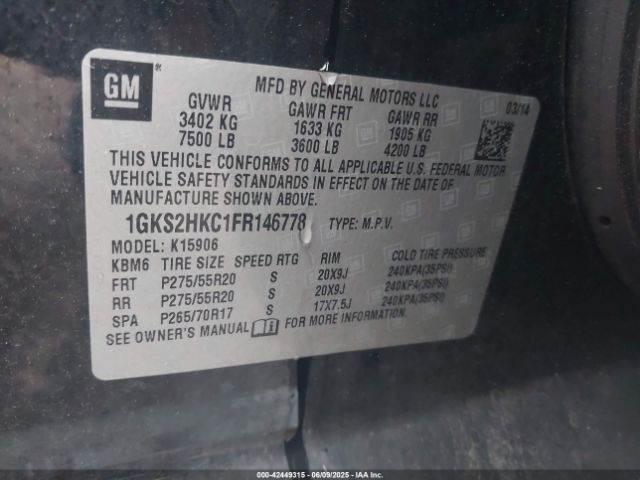 GM ®
MFD BY GENERAL MOTORS LLC
03/14
GVWR GAWR FRT GAWR RR
3402 KG 1633 KG 1905 KG
7500 LB 3600 LB 4200 LB
THIS VEHICLE CONFORMS TO ALL APPLICABLE U.S. FEDERAL MOTOR
VEHICLE SAFETY STANDARDS IN EFFECT ON THE DATE OF
MANUFACTURE SHOWN ABOVE.
1GKS2HKC1FR146778 TYPE: M.P.V.
MODEL: K15906
KBM6 TIRE SIZE SPEED RTG RIM COLD TIRE PRESSURE
FRT P275/55R20 S 20X9J 240KPA(35PSI)
RR P275/55R20 S 20X9J 240KPA(35PSI)
SPA P265/70R17 S 17X7.5J 240KPA(35PSI)
SEE OWNER'S MANUAL FOR MORE INFORMATION.
000-42449315 - 06/09/2025 - IAAI.COM